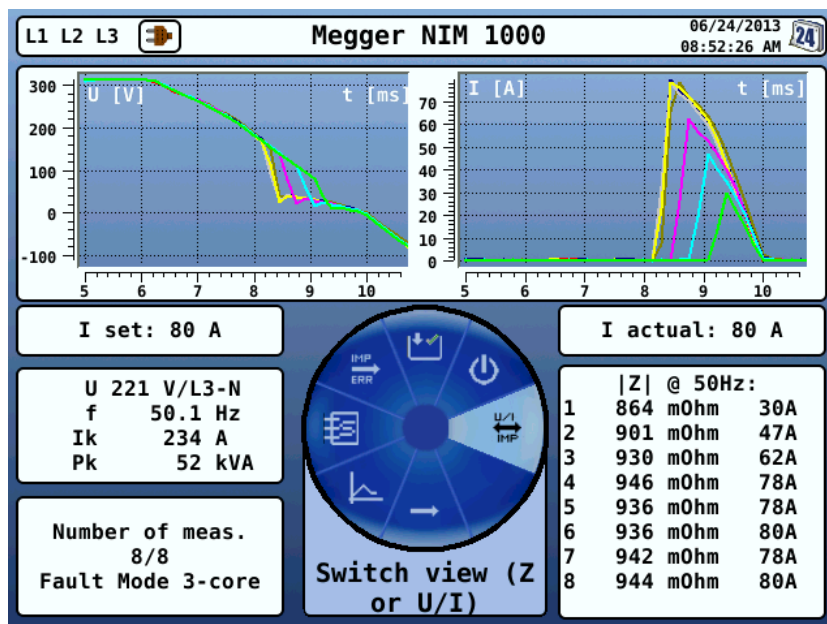 L1 L2 L3
Megger NIM 1000
06/24/2013
08:52:26 AM
24
U [V]
t [ms]
300
200
100
0
-100
5 6 7 8 9 10
I [A]
t [ms]
70
60
50
40
30
20
10
0
5 6 7 8 9 10
I set: 80 A
I actual: 80 A
U 221 V/L3-N
f 50.1 Hz
Ik 234 A
Pk 52 kVA
Number of meas.
8/8
Fault Mode 3-core
IMP
ERR
U/I
IMP
Switch view (Z
or U/I)
|Z| @ 50Hz:
1 864 mOhm 30A
2 901 mOhm 47A
3 930 mOhm 62A
4 946 mOhm 78A
5 936 mOhm 78A
6 936 mOhm 80A
7 942 mOhm 78A
8 944 mOhm 80A